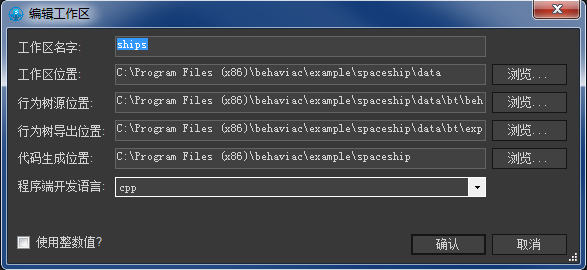 编辑工作区
工作区名字: ships
工作区位置: C:\Program Files (x86)\behaviac\example\spaceship\data 浏览...
行为树源位置: C:\Program Files (x86)\behaviac\example\spaceship\data\bt\beh 浏览...
行为树导出位置: C:\Program Files (x86)\behaviac\example\spaceship\data\bt\exp 浏览...
代码生成位置: C:\Program Files (x86)\behaviac\example\spaceship 浏览...
程序端开发语言: cpp
使用整数值? 确认 取消